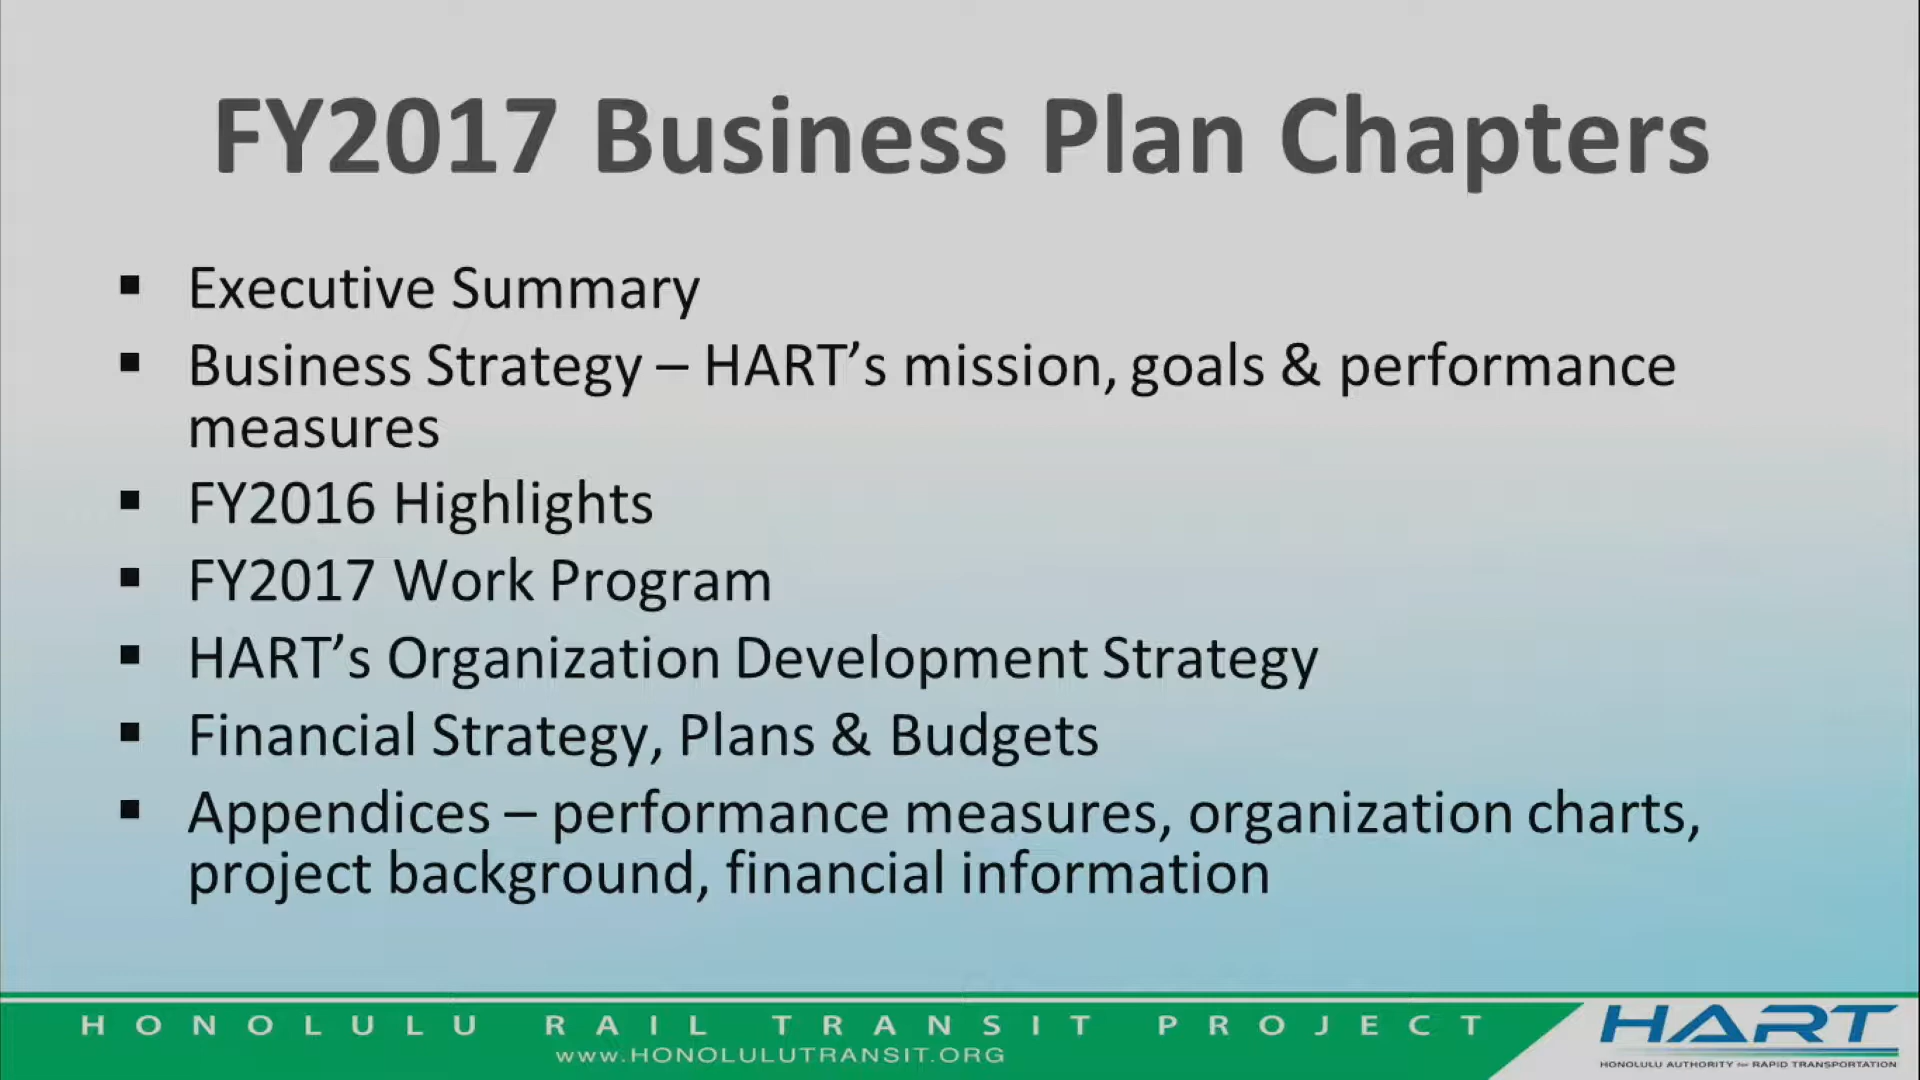 FY2017 Business Plan Chapters
▪ Executive Summary
▪ Business Strategy – HART’s mission, goals & performance
measures
▪ FY2016 Highlights
▪ FY2017 Work Program
▪ HART’s Organization Development Strategy
▪ Financial Strategy, Plans & Budgets
▪ Appendices – performance measures, organization charts,
project background, financial information
HONOLULU RAIL TRANSIT PROJECT
www.HONOLULUTRANSIT.ORG
HART
HONOLULU AUTHORITY for RAPID TRANSPORTATION